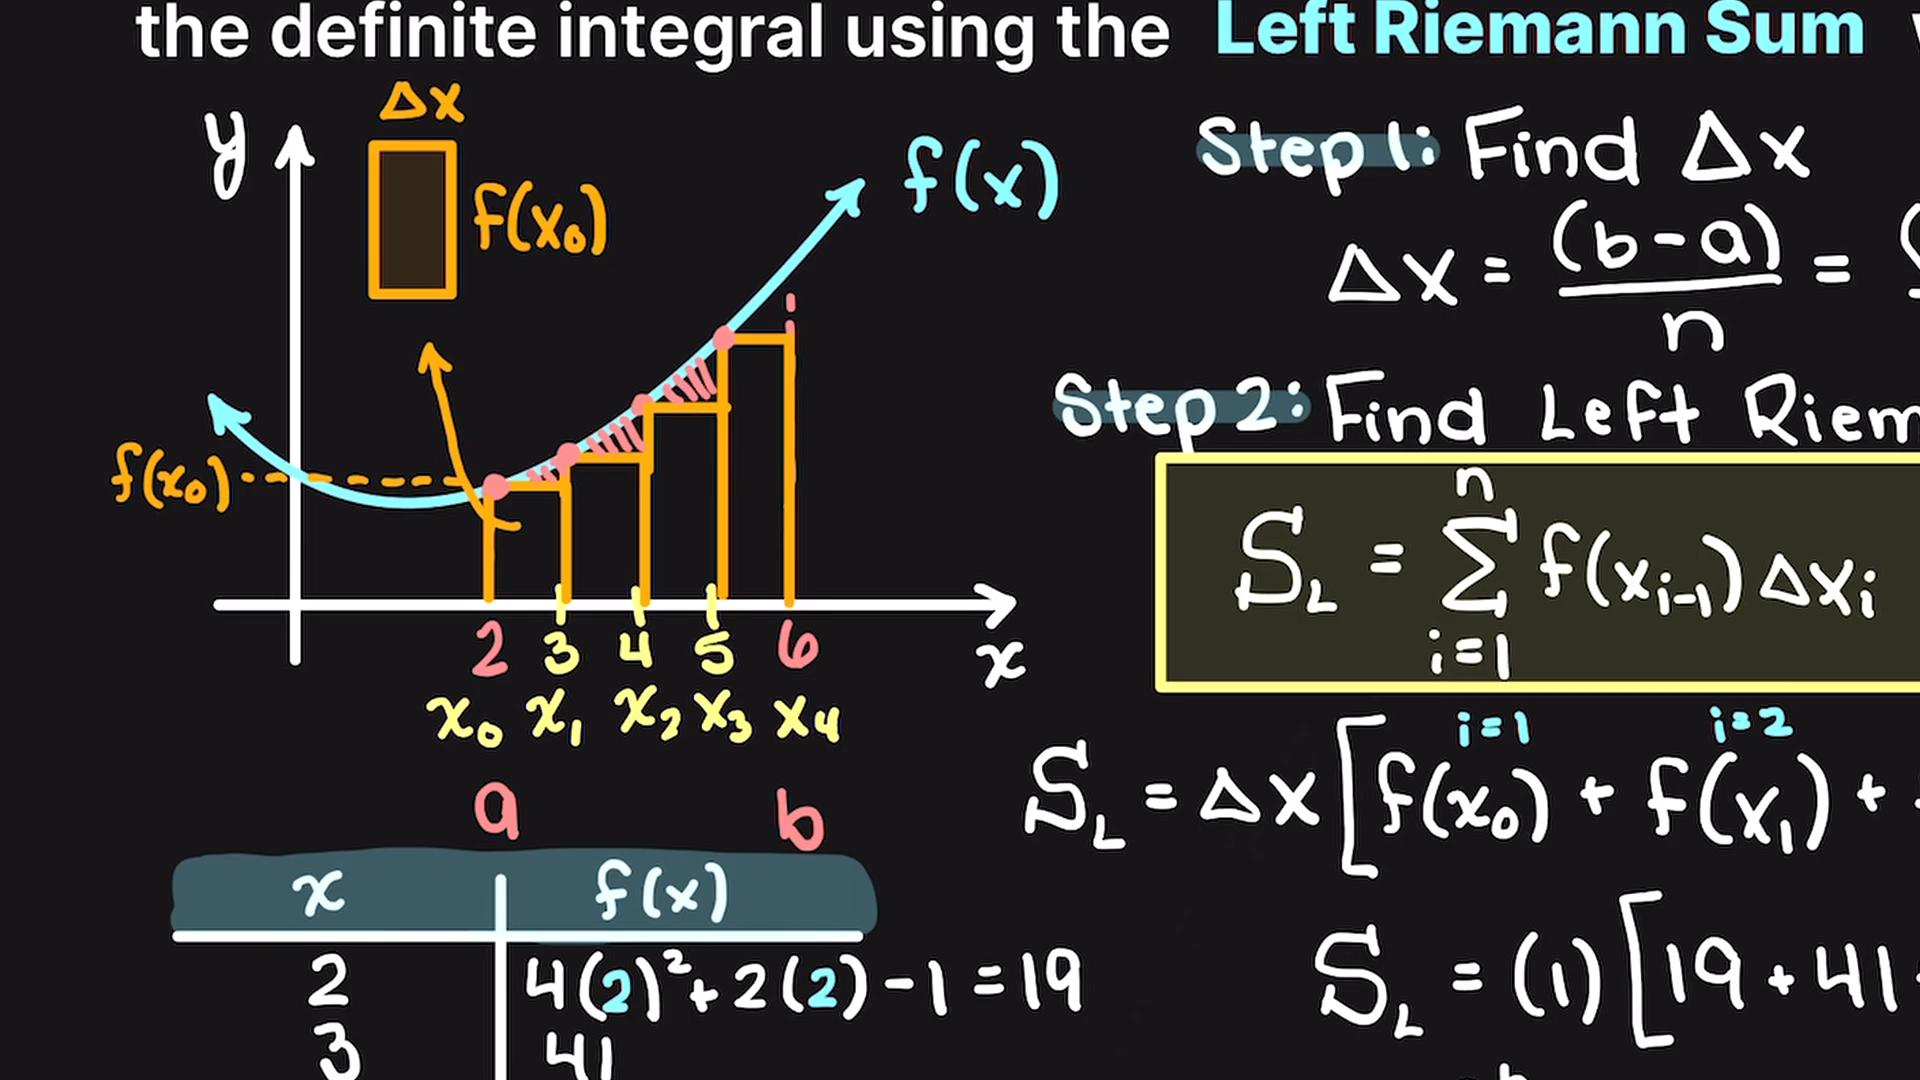 the definite integral using the Left Riemann Sum
Δx
y
f(x₀)
f(x)
f(x₀)
2 3 4 5 6
x
x₀ x₁ x₂ x₃ x₄
a b
x f(x)
2 4(2)²+2(2)-1=19
3 41
Step 1: Find Δx
Δx = (b-a)/n =
Step 2: Find Left Riem
n
S_L = Σ f(x_{i-1}) Δx_i
i=1
i=1 i=2
S_L = Δx [f(x₀) + f(x₁) +
S_L = (1) [19 + 41